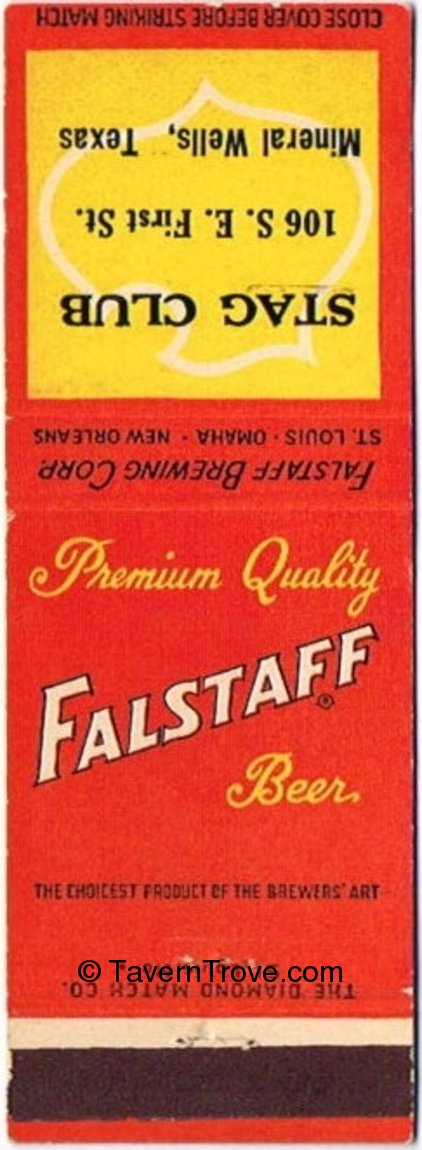 CLOSE COVER BEFORE STRIKING MATCH
STAG CLUB
106 S. E. First St.
Mineral Wells, Texas
FALSTAFF BREWING CORP.
ST. LOUIS · OMAHA · NEW ORLEANS
Premium Quality
FALSTAFF®
Beer
THE CHOICEST PRODUCT OF THE BREWERS' ART
© TavernTrove.com
THE DIAMOND MATCH CO.